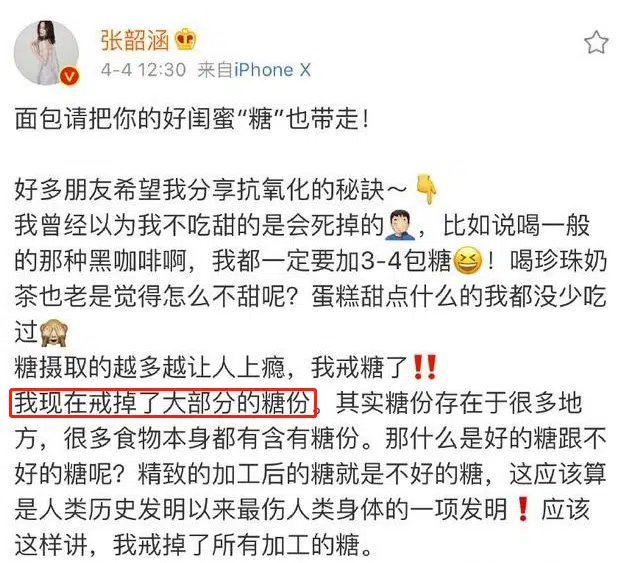 张韶涵
4-4 12:30 来自iPhone X
面包请把你的好闺蜜“糖”也带走！
好多朋友希望我分享抗氧化的秘訣～👇
我曾经以为我不吃甜的是会死掉的🤦🏻‍♂️，比如说喝一般
的那种黑咖啡啊，我都一定要加3-4包糖😆！喝珍珠奶
茶也老是觉得怎么不甜呢？蛋糕甜点什么的我都没少吃
过🙈
糖摄取的越多越让人上瘾，我戒糖了‼️
我现在戒掉了大部分的糖份。其实糖份存在于很多地
方，很多食物本身都有含有糖份。那什么是好的糖跟不
好的糖呢？精致的加工后的糖就是不好的糖，这应该算
是人类历史发明以来最伤人类身体的一项发明❗应该
这样讲，我戒掉了所有加工的糖。